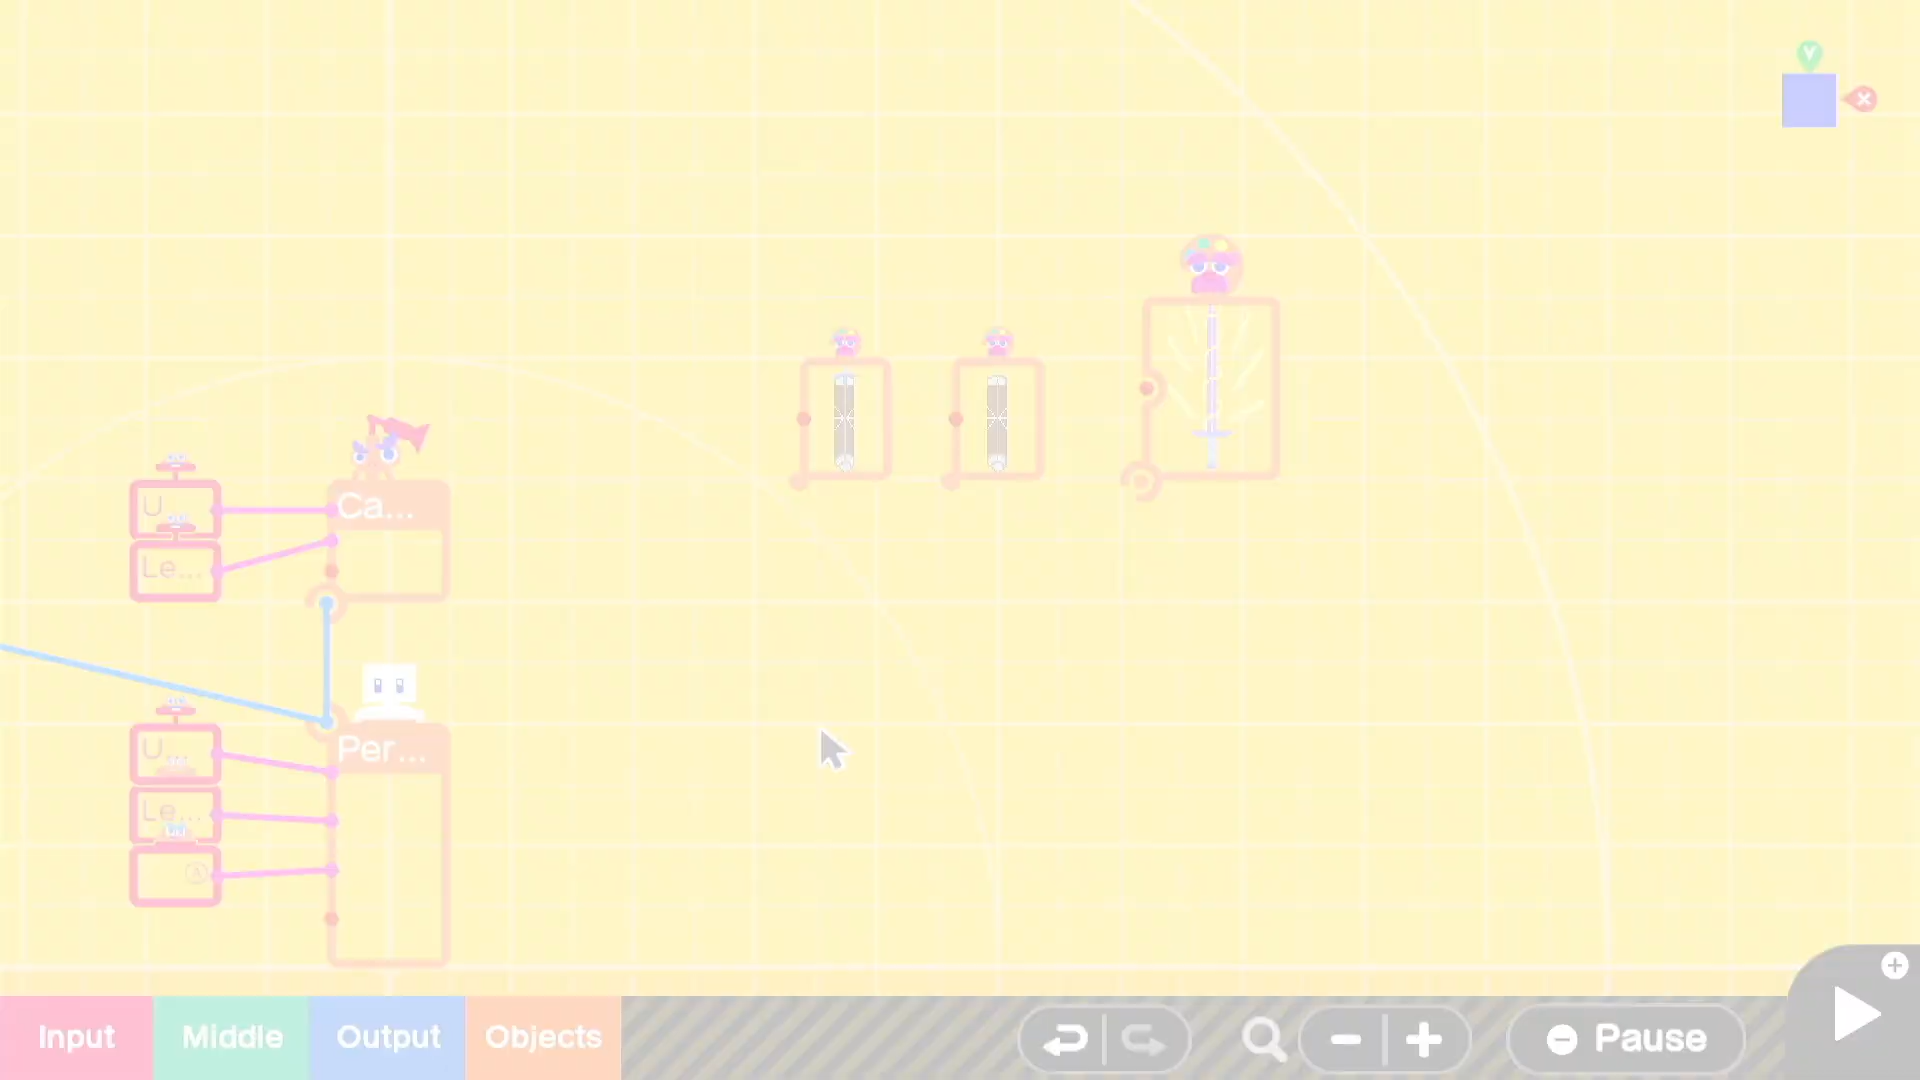 Y
X
U
Ca...
Le...
U
Per...
Le...
A
Input
Middle
Output
Objects
Pause